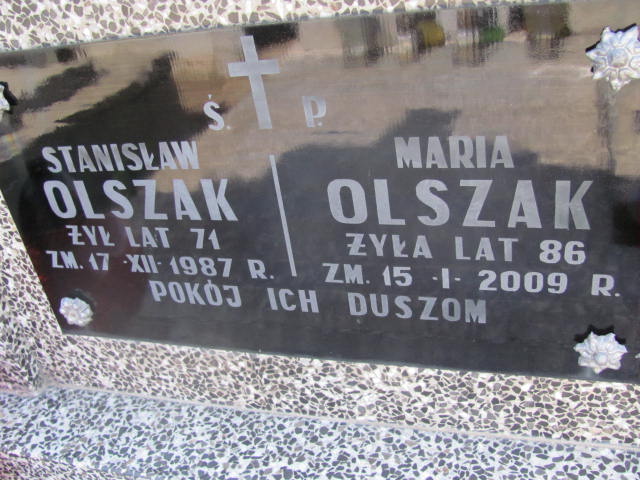 Ś. P.
STANISŁAW
OLSZAK
ŻYŁ LAT 71
ZM. 17 ·XII· 1987 R.
MARIA
OLSZAK
ŻYŁA LAT 86
ZM. 15 ·I· 2009 R.
POKÓJ ICH DUSZOM